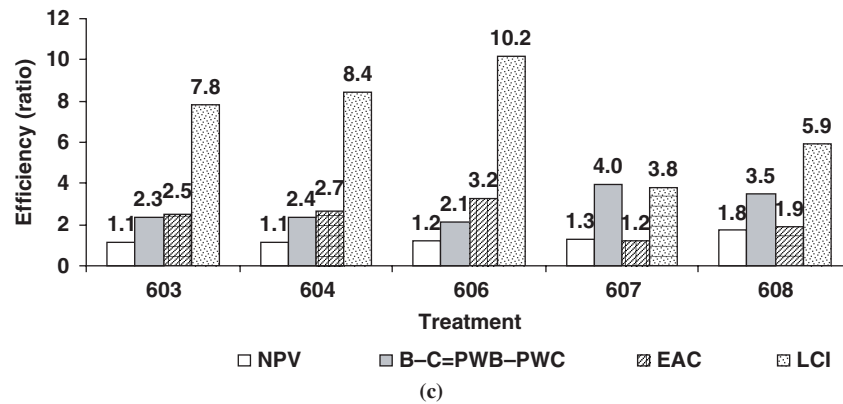 12
10
8
6
4
2
0
Efficiency (ratio)
1.1 2.3 2.5 7.8
1.1 2.4 2.7 8.4
1.2 2.1 3.2 10.2
1.3 4.0 1.2 3.8
1.8 3.5 1.9 5.9
603 604 606 607 608
Treatment
NPV B–C=PWB–PWC EAC LCI
(c)